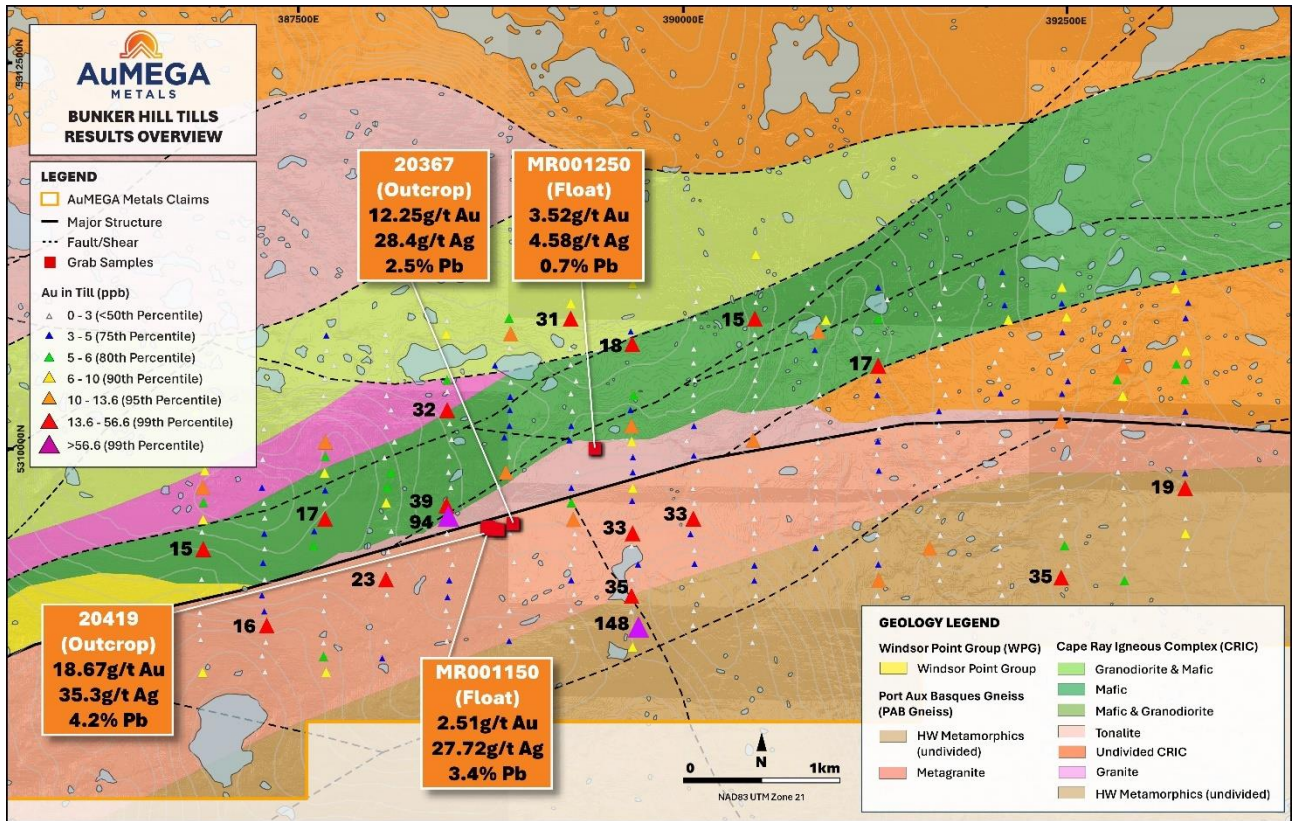 387500E
390000E
392500E
5312500N
5310000N
AuMEGA
METALS
BUNKER HILL TILLS
RESULTS OVERVIEW
LEGEND
AuMEGA Metals Claims
Major Structure
Fault/Shear
Grab Samples
Au in Till (ppb)
0 - 3 (<50th Percentile)
3 - 5 (75th Percentile)
5 - 6 (80th Percentile)
6 - 10 (90th Percentile)
10 - 13.6 (95th Percentile)
13.6 - 56.6 (99th Percentile)
>56.6 (99th Percentile)
20367
(Outcrop)
12.25g/t Au
28.4g/t Ag
2.5% Pb
MR001250
(Float)
3.52g/t Au
4.58g/t Ag
0.7% Pb
31
15
18
17
32
39
94
17
15
33
33
19
23
35
35
16
148
20419
(Outcrop)
18.67g/t Au
35.3g/t Ag
4.2% Pb
MR001150
(Float)
2.51g/t Au
27.72g/t Ag
3.4% Pb
N
0
1km
NAD83 UTM Zone 21
GEOLOGY LEGEND
Windsor Point Group (WPG)
Windsor Point Group
Port Aux Basques Gneiss
(PAB Gneiss)
HW Metamorphics
(undivided)
Metagranite
Cape Ray Igneous Complex (CRIC)
Granodiorite & Mafic
Mafic
Mafic & Granodiorite
Tonalite
Undivided CRIC
Granite
HW Metamorphics (undivided)